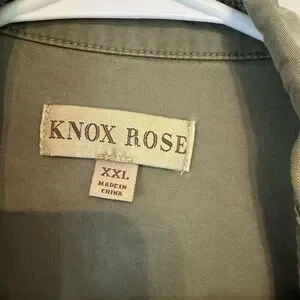 KNOX ROSE
XXL
MADE IN
CHINA